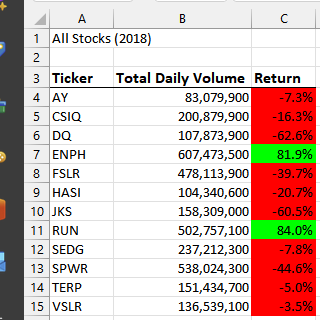 A B C
1 All Stocks (2018)
2
3 Ticker Total Daily Volume Return
4 AY 83,079,900 -7.3%
5 CSIQ 200,879,900 -16.3%
6 DQ 107,873,900 -62.6%
7 ENPH 607,473,500 81.9%
8 FSLR 478,113,900 -39.7%
9 HASI 104,340,600 -20.7%
10 JKS 158,309,000 -60.5%
11 RUN 502,757,100 84.0%
12 SEDG 237,212,300 -7.8%
13 SPWR 538,024,300 -44.6%
14 TERP 151,434,700 -5.0%
15 VSLR 136,539,100 -3.5%